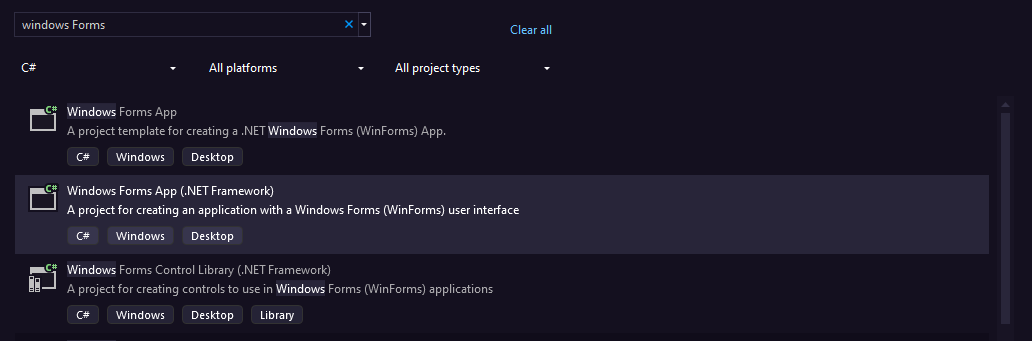 windows Forms
Clear all
C# All platforms All project types
C#
Windows Forms App
A project template for creating a .NET Windows Forms (WinForms) App.
C# Windows Desktop
C#
Windows Forms App (.NET Framework)
A project for creating an application with a Windows Forms (WinForms) user interface
C# Windows Desktop
C#
Windows Forms Control Library (.NET Framework)
A project for creating controls to use in Windows Forms (WinForms) applications
C# Windows Desktop Library